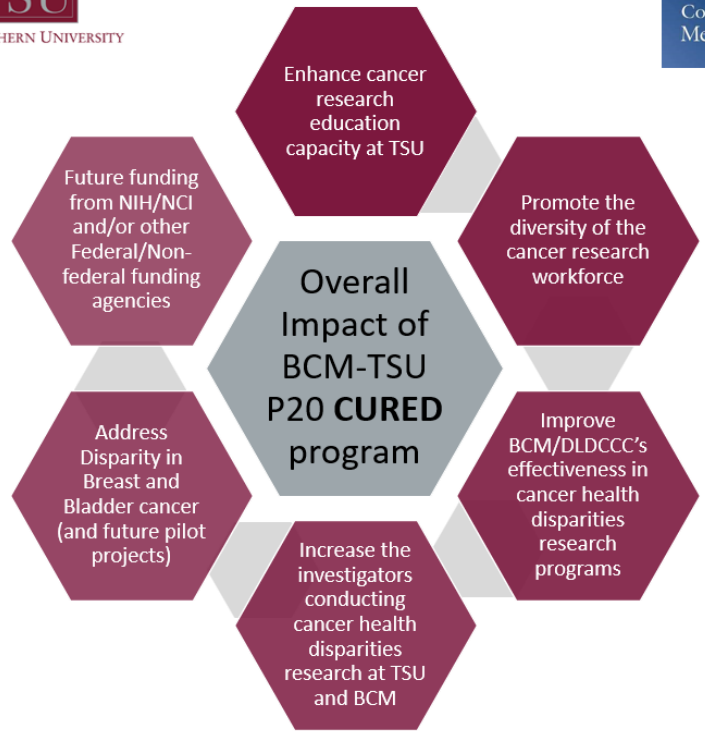 TSU
HERN UNIVERSITY
Co
Me
Enhance cancer
research
education
capacity at TSU
Promote the
diversity of the
cancer research
workforce
Improve
BCM/DLDCCC's
effectiveness in
cancer health
disparities
research
programs
Increase the
investigators
conducting
cancer health
disparities
research at TSU
and BCM
Address
Disparity in
Breast and
Bladder cancer
(and future pilot
projects)
Future funding
from NIH/NCI
and/or other
Federal/Non-
federal funding
agencies
Overall
Impact of
BCM-TSU
P20 CURED
program